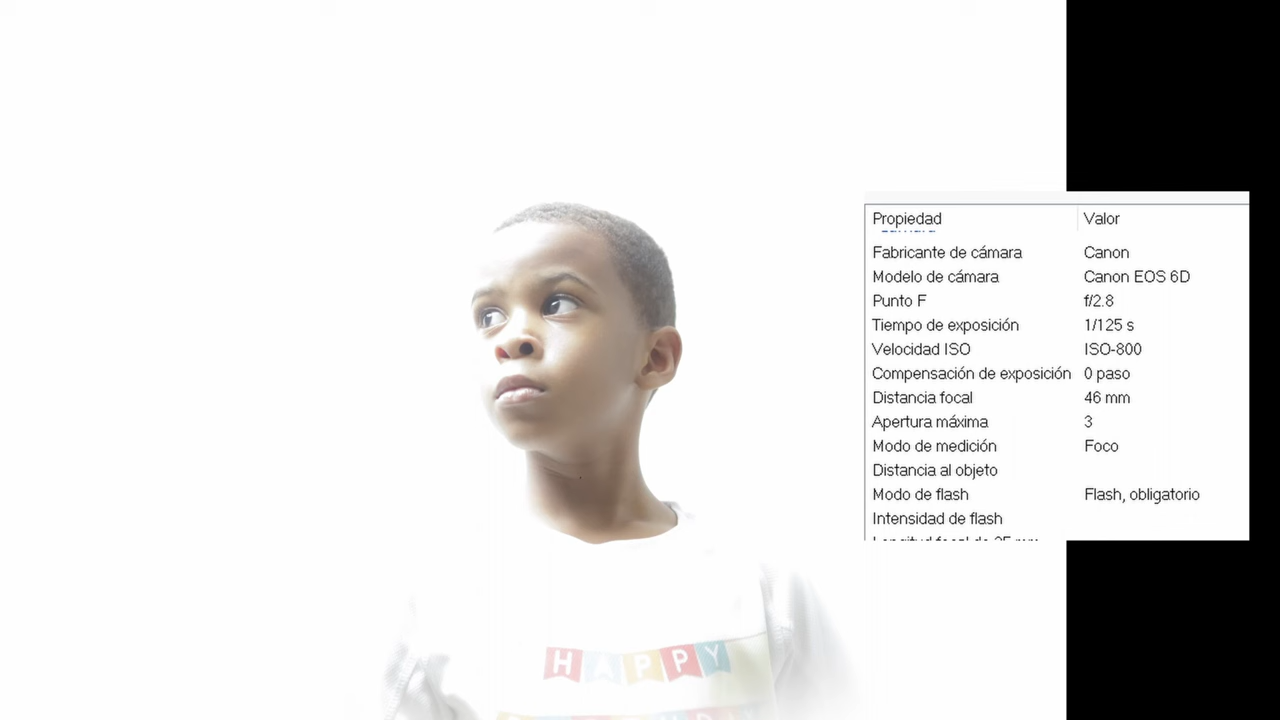 HAPPY
Propiedad Valor
Fabricante de cámara Canon
Modelo de cámara Canon EOS 6D
Punto F f/2.8
Tiempo de exposición 1/125 s
Velocidad ISO ISO-800
Compensación de exposición 0 paso
Distancia focal 46 mm
Apertura máxima 3
Modo de medición Foco
Distancia al objeto
Modo de flash Flash, obligatorio
Intensidad de flash